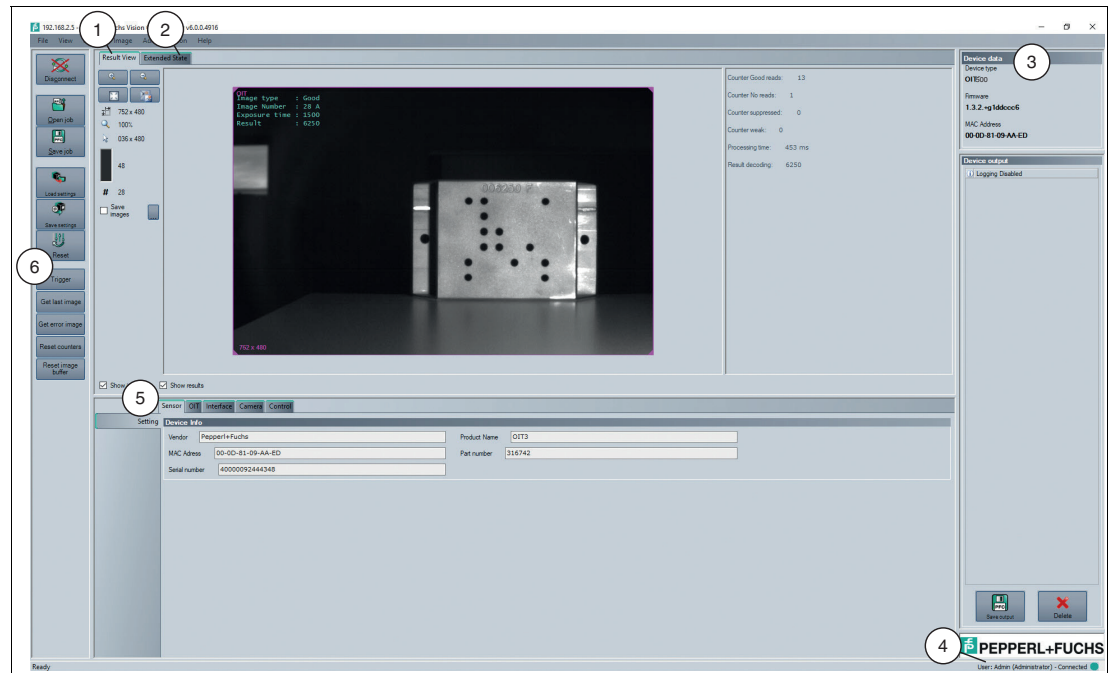 192.168.2.5 - hs Vision v6.0.0.4916
File View Image Ad on Help
1
2
3
4
5
6
Disconnect
Open job
Save job
Load settings
Save settings
Reset
Trigger
Get last image
Get error image
Reset counters
Reset image
buffer
Result View Extended State
752 x 480
100%
036 x 480
48
# 28
Save
images
...
OIT
Image type : Good
Image Number : 28 A
Exposure time : 1500
Result : 6250
752 x 480
Counter Good reads: 13
Counter No reads: 1
Counter suppressed: 0
Counter weak: 0
Processing time: 453 ms
Result decoding: 6250
Show
Show results
Sensor OIT Interface Camera Control
Setting
Device Info
Vendor Pepperl+Fuchs
Product Name OIT3
MAC Adress 00-0D-81-09-AA-ED
Part number 316742
Serial number 40000092444348
Device data
Device type
Firmware
MAC Address
00-0D-81-09-AA-ED
Device output
Logging Disabled
Save output
Delete
PEPPERL+FUCHS
Ready
User: Admin (Administrator) - Connected